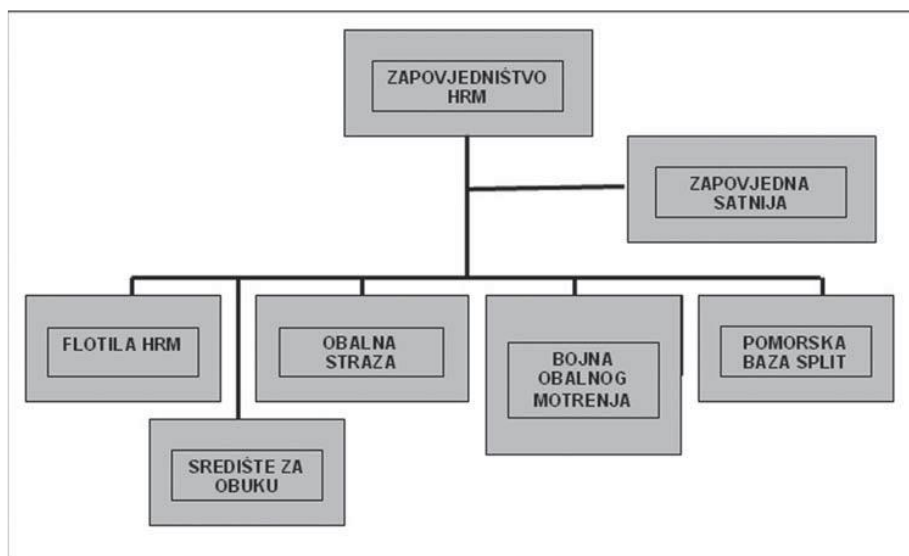 ZAPOVJEDNIŠTVO
HRM
ZAPOVJEDNA
SATNIJA
FLOTILA HRM
OBALNA
STRAZA
BOJNA
OBALNOG
MOTRENJA
POMORSKA
BAZA SPLIT
SREDIŠTE ZA
OBUKU